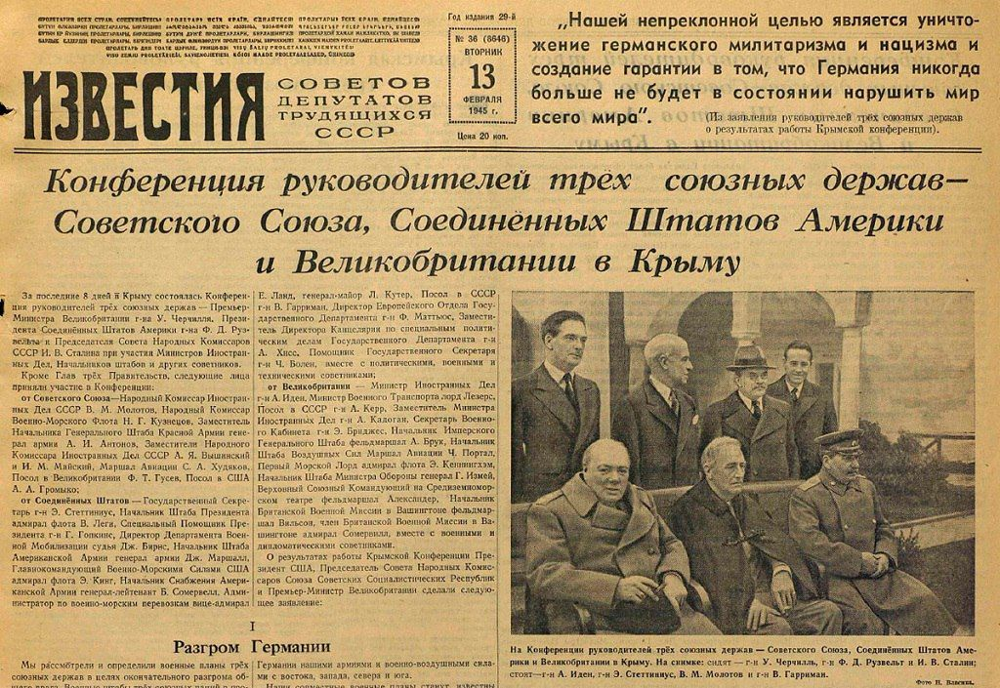 ПРОЛЕТАРИИ ВСЕХ СТРАН, СОЕДИНЯЙТЕСЬ!
ИЗВЕСТИЯ
СОВЕТОВ
ДЕПУТАТОВ
ТРУДЯЩИХСЯ
СССР
Год издания 29-й
№ 36 (8646)
ВТОРНИК
13
ФЕВРАЛЯ
1945 г.
Цена 20 коп.
„Нашей непреклонной целью является уничто-
жение германского милитаризма и нацизма и
создание гарантии в том, что Германия никогда
больше не будет в состоянии нарушить мир
всего мира".
(Из заявления руководителей трёх союзных держав
о результатах работы Крымской конференции).
Конференция руководителей трёх союзных держав—
Советского Союза, Соединённых Штатов Америки
и Великобритании в Крыму
За последние 8 дней в Крыму состоялась Конферен-
ция руководителей трёх союзных держав — Премьер-
Министра Великобритании г-на У. Черчилля, Прези-
дента Соединённых Штатов Америки г-на Ф. Д. Руз-
вельта и Председателя Совета Народных Комиссаров
СССР И. В. Сталина при участии Министров Иностран-
ных Дел, Начальников штабов и других советников.
Кроме Глав трёх Правительств, следующие лица
приняли участие в Конференции:
от Советского Союза—Народный Комиссар Иностран-
ных Дел СССР В. М. Молотов, Народный Комиссар
Военно-Морского Флота Н. Г. Кузнецов, Заместитель
Начальника Генерального Штаба Красной Армии гене-
рал армии А. И. Антонов, Заместители Народного
Комиссара Иностранных Дел СССР А. Я. Вышинский
и И. М. Майский, Маршал Авиации С. А. Худяков,
Посол в Великобритании Ф. Т. Гусев, Посол в США
А. А. Громыко;
от Соединённых Штатов—Государственный Секре-
тарь г-н Э. Стеттиниус, Начальник Штаба Президента
адмирал флота В. Леги, Специальный Помощник Пре-
зидента г-н Г. Гопкинс, Директор Департамента Воен-
ной Мобилизации судья Дж. Бирнс, Начальник Штаба
Американской Армии генерал армии Дж. Маршалл,
Главнокомандующий Военно-Морскими Силами США
адмирал флота Э. Кинг, Начальник Снабжения Амери-
канской Армии генерал-лейтенант Б. Сомервелл, Адми-
нистратор по военно-морским перевозкам вице-адмирал
Е. Ланд, генерал-майор Л. Кутер, Посол в СССР
г-н В. Гарриман, Директор Европейского Отдела Госу-
дарственного Департамента г-н Ф. Маттьюс, Замести-
тель Директора Канцелярии по специальным полити-
ческим делам Государственного Департамента г-н
А. Хисс, Помощник Государственного Секретаря
г-н Ч. Болен, вместе с политическими, военными и
техническими советниками;
от Великобритании — Министр Иностранных Дел
г-н А. Иден, Министр Военного Транспорта лорд Лезерс,
Посол в СССР г-н А. Керр, Заместитель Министра
Иностранных Дел г-н А. Кадоган, Секретарь Воен-
ного Кабинета г-н Э. Бриджес, Начальник Имперского
Генерального Штаба фельдмаршал А. Брук, Начальник
Штаба Воздушных Сил Маршал Авиации Ч. Портал,
Первый Морской Лорд адмирал флота Э. Кеннингхэм,
Начальник Штаба Министра Обороны генерал Г. Измей,
Верховный Союзный Командующий на Средиземномор-
ском театре фельдмаршал Александер, Начальник
Британской Военной Миссии в Вашингтоне фельдмар-
шал Вильсон, член Британской Военной Миссии в Ва-
шингтоне адмирал Сомервилл, вместе с военными и
дипломатическими советниками.
О результатах работы Крымской Конференции Пре-
зидент США, Председатель Совета Народных Комис-
саров Союза Советских Социалистических Республик
и Премьер-Министр Великобритании сделали следую-
щее заявление:
I
Разгром Германии
Мы рассмотрели и определили военные планы трёх
союзных держав в целях окончательного разгрома об-
Германии нашими армиями и военно-воздушными сила-
ми с востока, запада, севера и юга.
На Конференции руководителей трёх союзных держав — Советского Союза, Соединённых Штатов Аме-
рики и Великобритании в Крыму. На снимке: сидят — г-н У. Черчилль, г-н Ф. Д. Рузвельт и И. В. Сталин;
стоят—г-н А. Иден, г-н Э. Стеттиниус, В. М. Молотов и г-н В. Гарриман.
Фото Н. Власика.